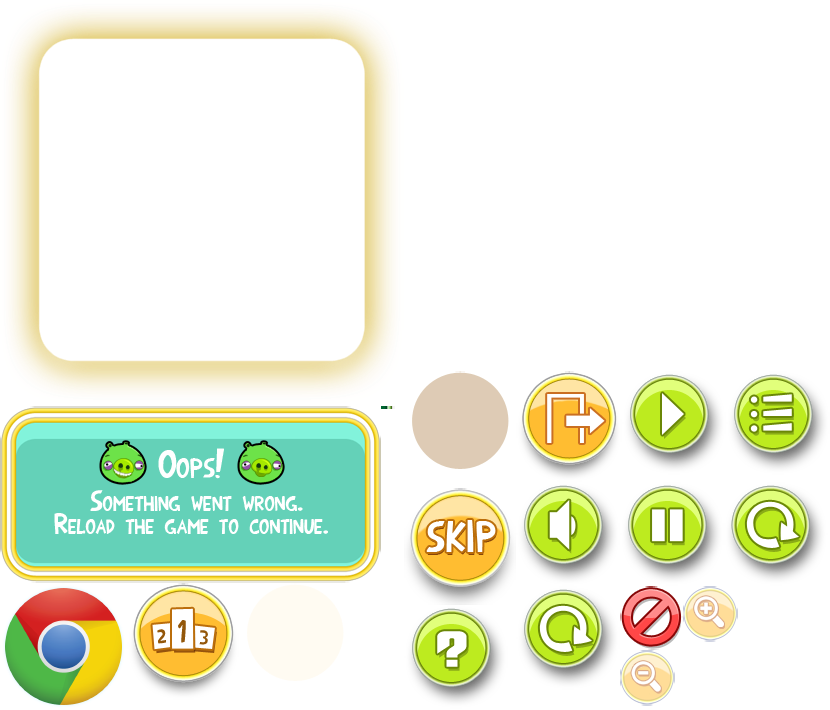 Oops!
Something went wrong.
Reload the game to continue.
SKIP
2 1 3
?